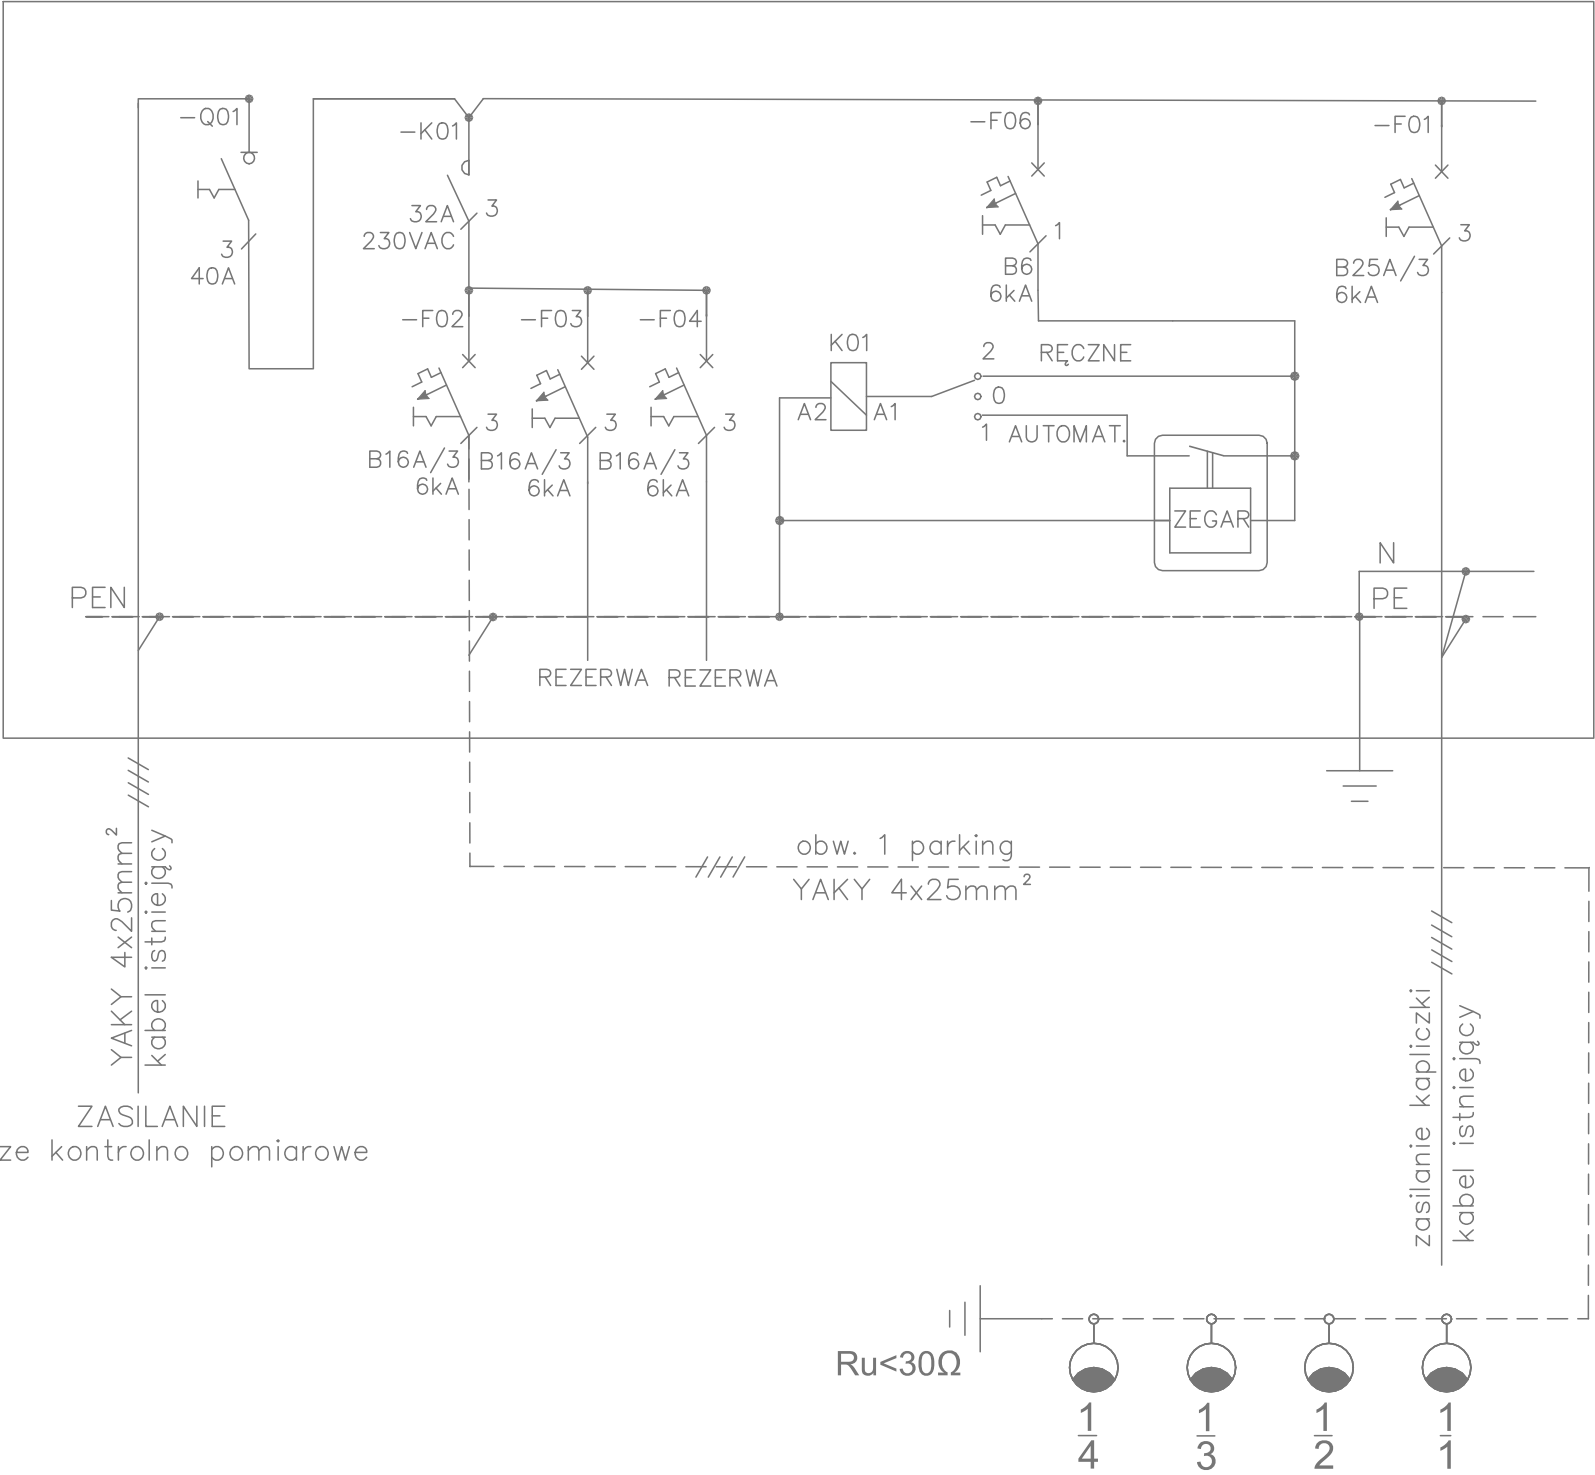 -Q01
3
40A
-K01
32A
230VAC
3
-F06
1
B6
6kA
-F01
3
B25A/3
6kA
-F02
3
B16A/3
6kA
-F03
3
B16A/3
6kA
-F04
3
B16A/3
6kA
K01
A2
A1
2 RĘCZNE
0
1 AUTOMAT.
ZEGAR
N
PE
PEN
REZERWA
REZERWA
YAKY 4x25mm²
kabel istniejący
obw. 1 parking
YAKY 4x25mm²
zasilanie kapliczki
kabel istniejący
ZASILANIE
ze kontrolno pomiarowe
Ru<30Ω
1/4
1/3
1/2
1/1